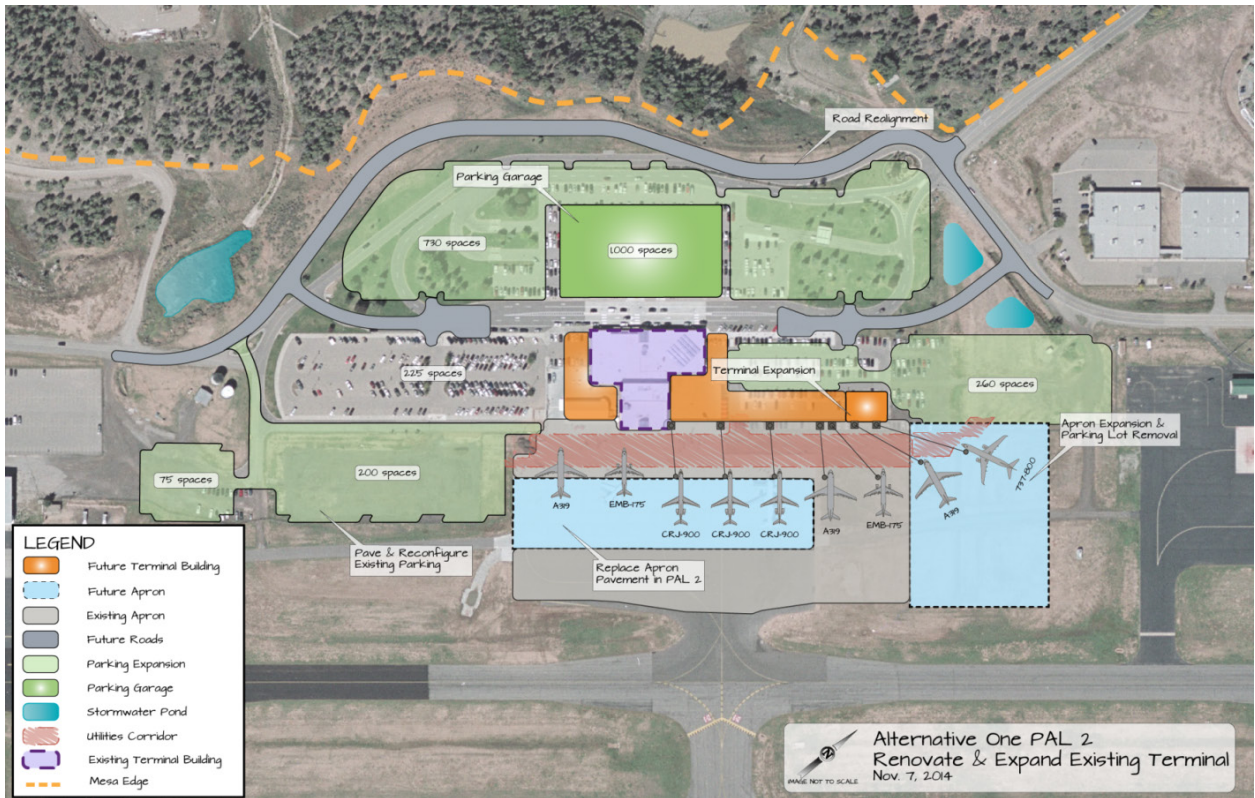 Road Realignment
Parking Garage
730 spaces
1,000 spaces
225 spaces
Terminal Expansion
260 spaces
Apron Expansion &
Parking Lot Removal
75 spaces
200 spaces
A319
EMB-175
CRJ-900
CRJ-900
CRJ-900
A319
EMB-175
A319
737-800
Pave & Reconfigure
Existing Parking
Replace Apron
Pavement in PAL 2
LEGEND
Future Terminal Building
Future Apron
Existing Apron
Future Roads
Parking Expansion
Parking Garage
Stormwater Pond
Utilities Corridor
Existing Terminal Building
Mesa Edge
N
IMAGE NOT TO SCALE
Alternative One PAL 2
Renovate & Expand Existing Terminal
Nov. 7, 2014